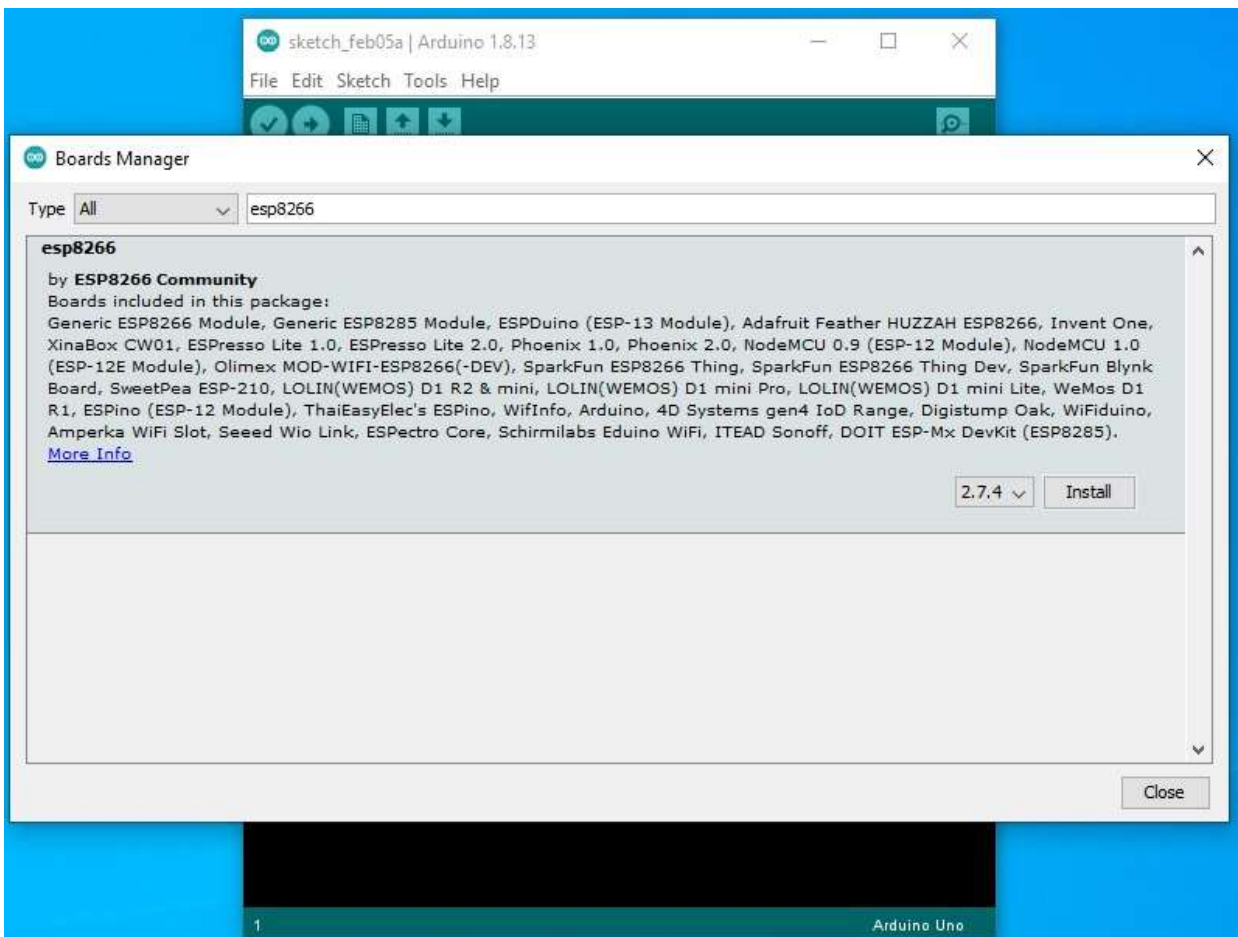 sketch_feb05a | Arduino 1.8.13
File Edit Sketch Tools Help
Boards Manager
Type All esp8266
esp8266
by ESP8266 Community
Boards included in this package:
Generic ESP8266 Module, Generic ESP8285 Module, ESPDuino (ESP-13 Module), Adafruit Feather HUZZAH ESP8266, Invent One,
XinaBox CW01, ESPresso Lite 1.0, ESPresso Lite 2.0, Phoenix 1.0, Phoenix 2.0, NodeMCU 0.9 (ESP-12 Module), NodeMCU 1.0
(ESP-12E Module), Olimex MOD-WIFI-ESP8266(-DEV), SparkFun ESP8266 Thing, SparkFun ESP8266 Thing Dev, SparkFun Blynk
Board, SweetPea ESP-210, LOLIN(WEMOS) D1 R2 & mini, LOLIN(WEMOS) D1 mini Pro, LOLIN(WEMOS) D1 mini Lite, WeMos D1
R1, ESPino (ESP-12 Module), ThaiEasyElec's ESPino, WifInfo, Arduino, 4D Systems gen4 IoD Range, Digistump Oak, WiFiduino,
Amperka WiFi Slot, Seeed Wio Link, ESPectro Core, Schirmilabs Eduino WiFi, ITEAD Sonoff, DOIT ESP-Mx DevKit (ESP8285).
More Info
2.7.4 Install
Close
1 Arduino Uno